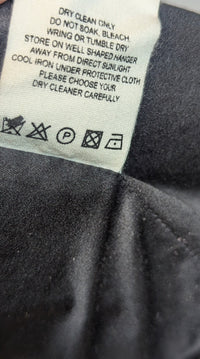 DRY CLEAN ONLY
DO NOT SOAK, BLEACH,
WRING OR TUMBLE DRY
STORE ON WELL SHAPED HANGER
AWAY FROM DIRECT SUNLIGHT
COOL IRON UNDER PROTECTIVE CLOTH
PLEASE CHOOSE YOUR
DRY CLEANER CAREFULLY
P